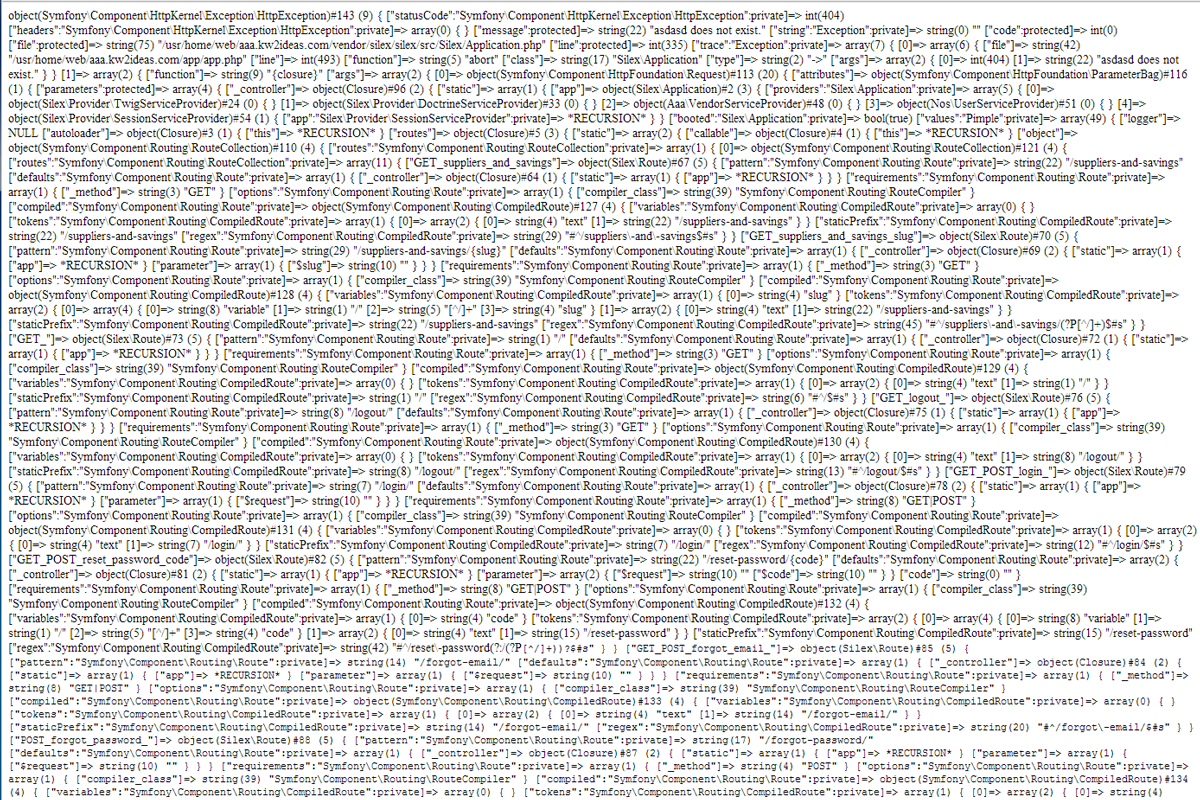 object(Symfony\Component\HttpKernel\Exception\HttpException)#143 (9) { ["statusCode":"Symfony\Component\HttpKernel\Exception\HttpException":private]=> int(404)
["headers":"Symfony\Component\HttpKernel\Exception\HttpException":private]=> array(0) { } ["message":protected]=> string(22) "asdasd does not exist." ["string":"Exception":private]=> string(0) "" ["code":protected]=> int(0)
["file":protected]=> string(75) "/usr/home/web/aaa.kw2ideas.com/vendor/silex/silex/src/Silex/Application.php" ["line":protected]=> int(335) ["trace":"Exception":private]=> array(7) { [0]=> array(6) { ["file"]=> string(42)
"/usr/home/web/aaa.kw2ideas.com/app/app.php" ["line"]=> int(493) ["function"]=> string(5) "abort" ["class"]=> string(17) "Silex\Application" ["type"]=> string(2) "->" ["args"]=> array(2) { [0]=> int(404) [1]=> string(22) "asdasd does not
exist." } } [1]=> array(2) { ["function"]=> string(9) "{closure}" ["args"]=> array(2) { [0]=> object(Symfony\Component\HttpFoundation\Request)#113 (20) { ["attributes"]=> object(Symfony\Component\HttpFoundation\ParameterBag)#116
(1) { ["parameters":protected]=> array(4) { ["_controller"]=> object(Closure)#96 (2) { ["static"]=> array(1) { ["app"]=> object(Silex\Application)#2 (3) { ["providers":"Silex\Application":private]=> array(5) { [0]=>
object(Silex\Provider\TwigServiceProvider)#24 (0) { } [1]=> object(Silex\Provider\DoctrineServiceProvider)#33 (0) { } [2]=> object(Aaa\VendorServiceProvider)#48 (0) { } [3]=> object(Nos\UserServiceProvider)#51 (0) { } [4]=>
object(Silex\Provider\SessionServiceProvider)#54 (1) { ["app":"Silex\Provider\SessionServiceProvider":private]=> *RECURSION* } } ["booted":"Silex\Application":private]=> bool(true) ["values":"Pimple":private]=> array(49) { ["logger"]=>
NULL ["autoloader"]=> object(Closure)#3 (1) { ["this"]=> *RECURSION* } ["routes"]=> object(Closure)#5 (3) { ["static"]=> array(2) { ["callable"]=> object(Closure)#4 (1) { ["this"]=> *RECURSION* } ["object"]=>
object(Symfony\Component\Routing\RouteCollection)#110 (4) { ["routes":"Symfony\Component\Routing\RouteCollection":private]=> array(1) { [0]=> object(Symfony\Component\Routing\RouteCollection)#121 (4) {
["routes":"Symfony\Component\Routing\RouteCollection":private]=> array(11) { ["GET_suppliers_and_savings"]=> object(Silex\Route)#67 (5) { ["pattern":"Symfony\Component\Routing\Route":private]=> string(22) "/suppliers-and-savings"
["defaults":"Symfony\Component\Routing\Route":private]=> array(1) { ["_controller"]=> object(Closure)#64 (1) { ["static"]=> array(1) { ["app"]=> *RECURSION* } } } ["requirements":"Symfony\Component\Routing\Route":private]=>
array(1) { ["_method"]=> string(3) "GET" } ["options":"Symfony\Component\Routing\Route":private]=> array(1) { ["compiler_class"]=> string(39) "Symfony\Component\Routing\RouteCompiler" }
["compiled":"Symfony\Component\Routing\Route":private]=> object(Symfony\Component\Routing\CompiledRoute)#127 (4) { ["variables":"Symfony\Component\Routing\CompiledRoute":private]=> array(0) { }
["tokens":"Symfony\Component\Routing\CompiledRoute":private]=> array(1) { [0]=> array(2) { [0]=> string(4) "text" [1]=> string(22) "/suppliers-and-savings" } } ["staticPrefix":"Symfony\Component\Routing\CompiledRoute":private]=>
string(22) "/suppliers-and-savings" ["regex":"Symfony\Component\Routing\CompiledRoute":private]=> string(29) "#^/suppliers\-and\-savings$#s" } } ["GET_suppliers_and_savings_slug"]=> object(Silex\Route)#70 (5) {
["pattern":"Symfony\Component\Routing\Route":private]=> string(29) "/suppliers-and-savings/{slug}" ["defaults":"Symfony\Component\Routing\Route":private]=> array(1) { ["_controller"]=> object(Closure)#69 (2) { ["static"]=> array(1) {
["app"]=> *RECURSION* } ["parameter"]=> array(1) { ["$slug"]=> string(10) "" } } } ["requirements":"Symfony\Component\Routing\Route":private]=> array(1) { ["_method"]=> string(3) "GET" }
["options":"Symfony\Component\Routing\Route":private]=> array(1) { ["compiler_class"]=> string(39) "Symfony\Component\Routing\RouteCompiler" } ["compiled":"Symfony\Component\Routing\Route":private]=>
object(Symfony\Component\Routing\CompiledRoute)#128 (4) { ["variables":"Symfony\Component\Routing\CompiledRoute":private]=> array(1) { [0]=> string(4) "slug" } ["tokens":"Symfony\Component\Routing\CompiledRoute":private]=>
array(2) { [0]=> array(4) { [0]=> string(8) "variable" [1]=> string(1) "/" [2]=> string(5) "[^/]+" [3]=> string(4) "slug" } [1]=> array(2) { [0]=> string(4) "text" [1]=> string(22) "/suppliers-and-savings" } }
["staticPrefix":"Symfony\Component\Routing\CompiledRoute":private]=> string(22) "/suppliers-and-savings" ["regex":"Symfony\Component\Routing\CompiledRoute":private]=> string(45) "#^/suppliers\-and\-savings/(?P[^/]+)$#s" } }
["GET_"]=> object(Silex\Route)#73 (5) { ["pattern":"Symfony\Component\Routing\Route":private]=> string(1) "/" ["defaults":"Symfony\Component\Routing\Route":private]=> array(1) { ["_controller"]=> object(Closure)#72 (1) { ["static"]=>
array(1) { ["app"]=> *RECURSION* } } } ["requirements":"Symfony\Component\Routing\Route":private]=> array(1) { ["_method"]=> string(3) "GET" } ["options":"Symfony\Component\Routing\Route":private]=> array(1) {
["compiler_class"]=> string(39) "Symfony\Component\Routing\RouteCompiler" } ["compiled":"Symfony\Component\Routing\Route":private]=> object(Symfony\Component\Routing\CompiledRoute)#129 (4) {
["variables":"Symfony\Component\Routing\CompiledRoute":private]=> array(0) { } ["tokens":"Symfony\Component\Routing\CompiledRoute":private]=> array(1) { [0]=> array(2) { [0]=> string(4) "text" [1]=> string(1) "/" } }
["staticPrefix":"Symfony\Component\Routing\CompiledRoute":private]=> string(1) "/" ["regex":"Symfony\Component\Routing\CompiledRoute":private]=> string(6) "#^/$#s" } } ["GET_logout_"]=> object(Silex\Route)#76 (5) {
["pattern":"Symfony\Component\Routing\Route":private]=> string(8) "/logout/" ["defaults":"Symfony\Component\Routing\Route":private]=> array(1) { ["_controller"]=> object(Closure)#75 (1) { ["static"]=> array(1) { ["app"]=>
*RECURSION* } } } ["requirements":"Symfony\Component\Routing\Route":private]=> array(1) { ["_method"]=> string(3) "GET" } ["options":"Symfony\Component\Routing\Route":private]=> array(1) { ["compiler_class"]=> string(39)
"Symfony\Component\Routing\RouteCompiler" } ["compiled":"Symfony\Component\Routing\Route":private]=> object(Symfony\Component\Routing\CompiledRoute)#130 (4) {
["variables":"Symfony\Component\Routing\CompiledRoute":private]=> array(0) { } ["tokens":"Symfony\Component\Routing\CompiledRoute":private]=> array(1) { [0]=> array(2) { [0]=> string(4) "text" [1]=> string(8) "/logout/" } }
["staticPrefix":"Symfony\Component\Routing\CompiledRoute":private]=> string(8) "/logout/" ["regex":"Symfony\Component\Routing\CompiledRoute":private]=> string(13) "#^/logout/$#s" } } ["GET_POST_login_"]=> object(Silex\Route)#79
(5) { ["pattern":"Symfony\Component\Routing\Route":private]=> string(7) "/login/" ["defaults":"Symfony\Component\Routing\Route":private]=> array(1) { ["_controller"]=> object(Closure)#78 (2) { ["static"]=> array(1) { ["app"]=>
*RECURSION* } ["parameter"]=> array(1) { ["$request"]=> string(10) "" } } } ["requirements":"Symfony\Component\Routing\Route":private]=> array(1) { ["_method"]=> string(8) "GET|POST" }
["options":"Symfony\Component\Routing\Route":private]=> array(1) { ["compiler_class"]=> string(39) "Symfony\Component\Routing\RouteCompiler" } ["compiled":"Symfony\Component\Routing\Route":private]=>
object(Symfony\Component\Routing\CompiledRoute)#131 (4) { ["variables":"Symfony\Component\Routing\CompiledRoute":private]=> array(0) { } ["tokens":"Symfony\Component\Routing\CompiledRoute":private]=> array(1) { [0]=> array(2)
{ [0]=> string(4) "text" [1]=> string(7) "/login/" } } ["staticPrefix":"Symfony\Component\Routing\CompiledRoute":private]=> string(7) "/login/" ["regex":"Symfony\Component\Routing\CompiledRoute":private]=> string(12) "#^/login/$#s" } }
["GET_POST_reset_password_code"]=> object(Silex\Route)#82 (5) { ["pattern":"Symfony\Component\Routing\Route":private]=> string(22) "/reset-password/{code}" ["defaults":"Symfony\Component\Routing\Route":private]=> array(2) {
["_controller"]=> object(Closure)#81 (2) { ["static"]=> array(1) { ["app"]=> *RECURSION* } ["parameter"]=> array(2) { ["$request"]=> string(10) "" ["$code"]=> string(10) "" } } ["code"]=> string(0) "" }
["requirements":"Symfony\Component\Routing\Route":private]=> array(1) { ["_method"]=> string(8) "GET|POST" } ["options":"Symfony\Component\Routing\Route":private]=> array(1) { ["compiler_class"]=> string(39)
"Symfony\Component\Routing\RouteCompiler" } ["compiled":"Symfony\Component\Routing\Route":private]=> object(Symfony\Component\Routing\CompiledRoute)#132 (4) {
["variables":"Symfony\Component\Routing\CompiledRoute":private]=> array(1) { [0]=> string(4) "code" } ["tokens":"Symfony\Component\Routing\CompiledRoute":private]=> array(2) { [0]=> array(4) { [0]=> string(8) "variable" [1]=>
string(1) "/" [2]=> string(5) "[^/]+" [3]=> string(4) "code" } [1]=> array(2) { [0]=> string(4) "text" [1]=> string(15) "/reset-password" } } ["staticPrefix":"Symfony\Component\Routing\CompiledRoute":private]=> string(15) "/reset-password"
["regex":"Symfony\Component\Routing\CompiledRoute":private]=> string(42) "#^/reset\-password(?:/(?P[^/]+))?$#s" } } ["GET_POST_forgot_email_"]=> object(Silex\Route)#85 (5) {
["pattern":"Symfony\Component\Routing\Route":private]=> string(14) "/forgot-email/" ["defaults":"Symfony\Component\Routing\Route":private]=> array(1) { ["_controller"]=> object(Closure)#84 (2) {
["static"]=> array(1) { ["app"]=> *RECURSION* } ["parameter"]=> array(1) { ["$request"]=> string(10) "" } } } ["requirements":"Symfony\Component\Routing\Route":private]=> array(1) { ["_method"]=>
string(8) "GET|POST" } ["options":"Symfony\Component\Routing\Route":private]=> array(1) { ["compiler_class"]=> string(39) "Symfony\Component\Routing\RouteCompiler" }
["compiled":"Symfony\Component\Routing\Route":private]=> object(Symfony\Component\Routing\CompiledRoute)#133 (4) { ["variables":"Symfony\Component\Routing\CompiledRoute":private]=> array(0) { }
["tokens":"Symfony\Component\Routing\CompiledRoute":private]=> array(1) { [0]=> array(2) { [0]=> string(4) "text" [1]=> string(14) "/forgot-email/" } }
["staticPrefix":"Symfony\Component\Routing\CompiledRoute":private]=> string(14) "/forgot-email/" ["regex":"Symfony\Component\Routing\CompiledRoute":private]=> string(20) "#^/forgot\-email/$#s" } }
["POST_forgot_password_"]=> object(Silex\Route)#88 (5) { ["pattern":"Symfony\Component\Routing\Route":private]=> string(17) "/forgot-password/"
["defaults":"Symfony\Component\Routing\Route":private]=> array(1) { ["_controller"]=> object(Closure)#87 (2) { ["static"]=> array(1) { ["app"]=> *RECURSION* } ["parameter"]=> array(1) {
["$request"]=> string(10) "" } } } ["requirements":"Symfony\Component\Routing\Route":private]=> array(1) { ["_method"]=> string(4) "POST" } ["options":"Symfony\Component\Routing\Route":private]=>
array(1) { ["compiler_class"]=> string(39) "Symfony\Component\Routing\RouteCompiler" } ["compiled":"Symfony\Component\Routing\Route":private]=> object(Symfony\Component\Routing\CompiledRoute)#134
(4) { ["variables":"Symfony\Component\Routing\CompiledRoute":private]=> array(0) { } ["tokens":"Symfony\Component\Routing\CompiledRoute":private]=> array(1) { [0]=> array(2) { [0]=> string(4)